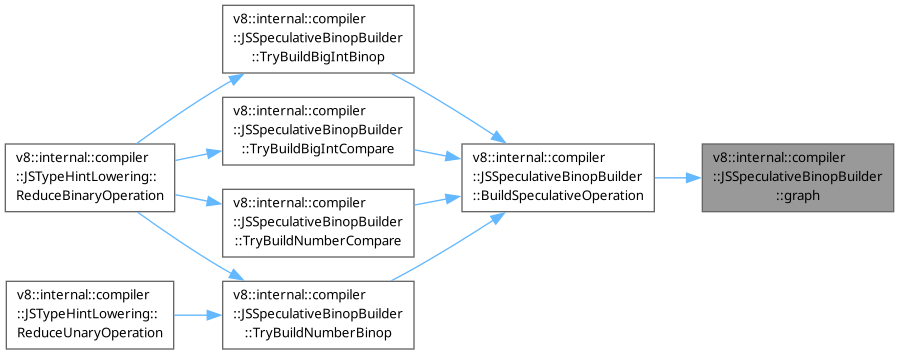 v8::internal::compiler
::JSSpeculativeBinopBuilder
::TryBuildBigIntBinop
v8::internal::compiler
::JSSpeculativeBinopBuilder
::TryBuildBigIntCompare
v8::internal::compiler
::JSTypeHintLowering::
ReduceBinaryOperation
v8::internal::compiler
::JSSpeculativeBinopBuilder
::BuildSpeculativeOperation
v8::internal::compiler
::JSSpeculativeBinopBuilder
::graph
v8::internal::compiler
::JSSpeculativeBinopBuilder
::TryBuildNumberCompare
v8::internal::compiler
::JSTypeHintLowering::
ReduceUnaryOperation
v8::internal::compiler
::JSSpeculativeBinopBuilder
::TryBuildNumberBinop